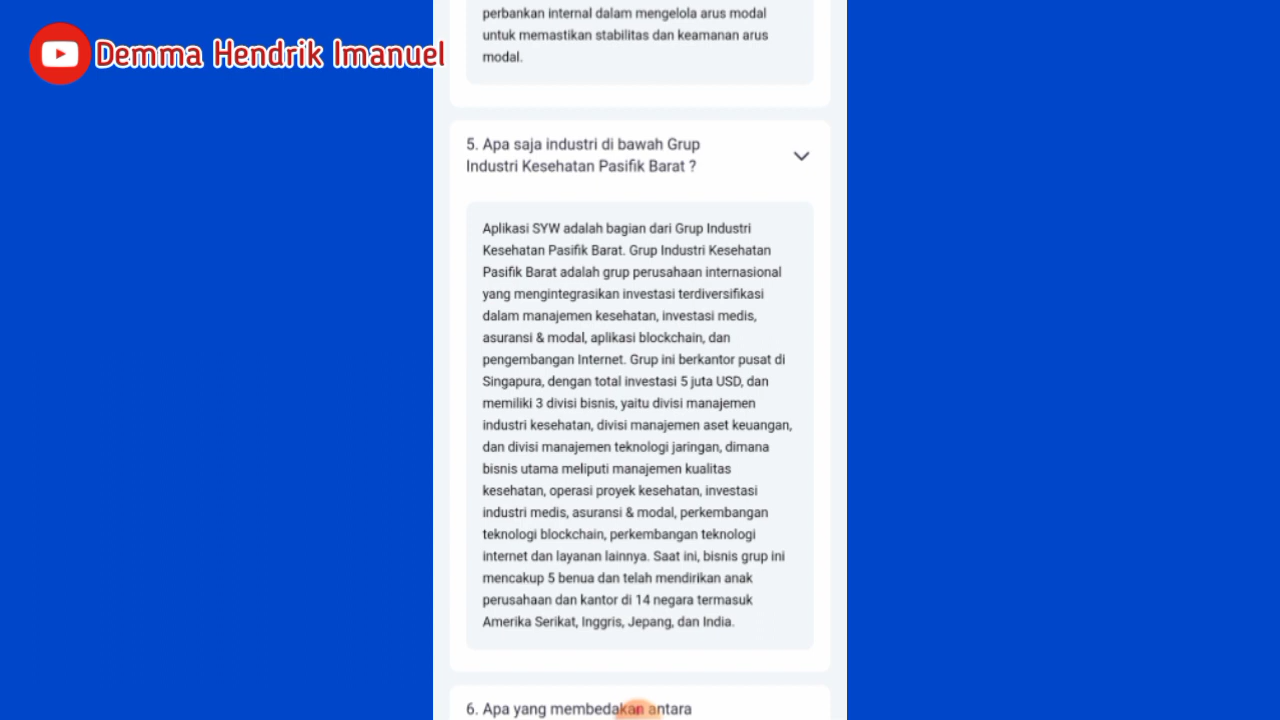 Demma Hendrik Imanuel
perbankan internal dalam mengelola arus modal
untuk memastikan stabilitas dan keamanan arus
modal.
5. Apa saja industri di bawah Grup
Industri Kesehatan Pasifik Barat ?
Aplikasi SYW adalah bagian dari Grup Industri
Kesehatan Pasifik Barat. Grup Industri Kesehatan
Pasifik Barat adalah grup perusahaan internasional
yang mengintegrasikan investasi terdiversifikasi
dalam manajemen kesehatan, investasi medis,
asuransi & modal, aplikasi blockchain, dan
pengembangan Internet. Grup ini berkantor pusat di
Singapura, dengan total investasi 5 juta USD, dan
memiliki 3 divisi bisnis, yaitu divisi manajemen
industri kesehatan, divisi manajemen aset keuangan,
dan divisi manajemen teknologi jaringan, dimana
bisnis utama meliputi manajemen kualitas
kesehatan, operasi proyek kesehatan, investasi
industri medis, asuransi & modal, perkembangan
teknologi blockchain, perkembangan teknologi
internet dan layanan lainnya. Saat ini, bisnis grup ini
mencakup 5 benua dan telah mendirikan anak
perusahaan dan kantor di 14 negara termasuk
Amerika Serikat, Inggris, Jepang, dan India.
6. Apa yang membedakan antara